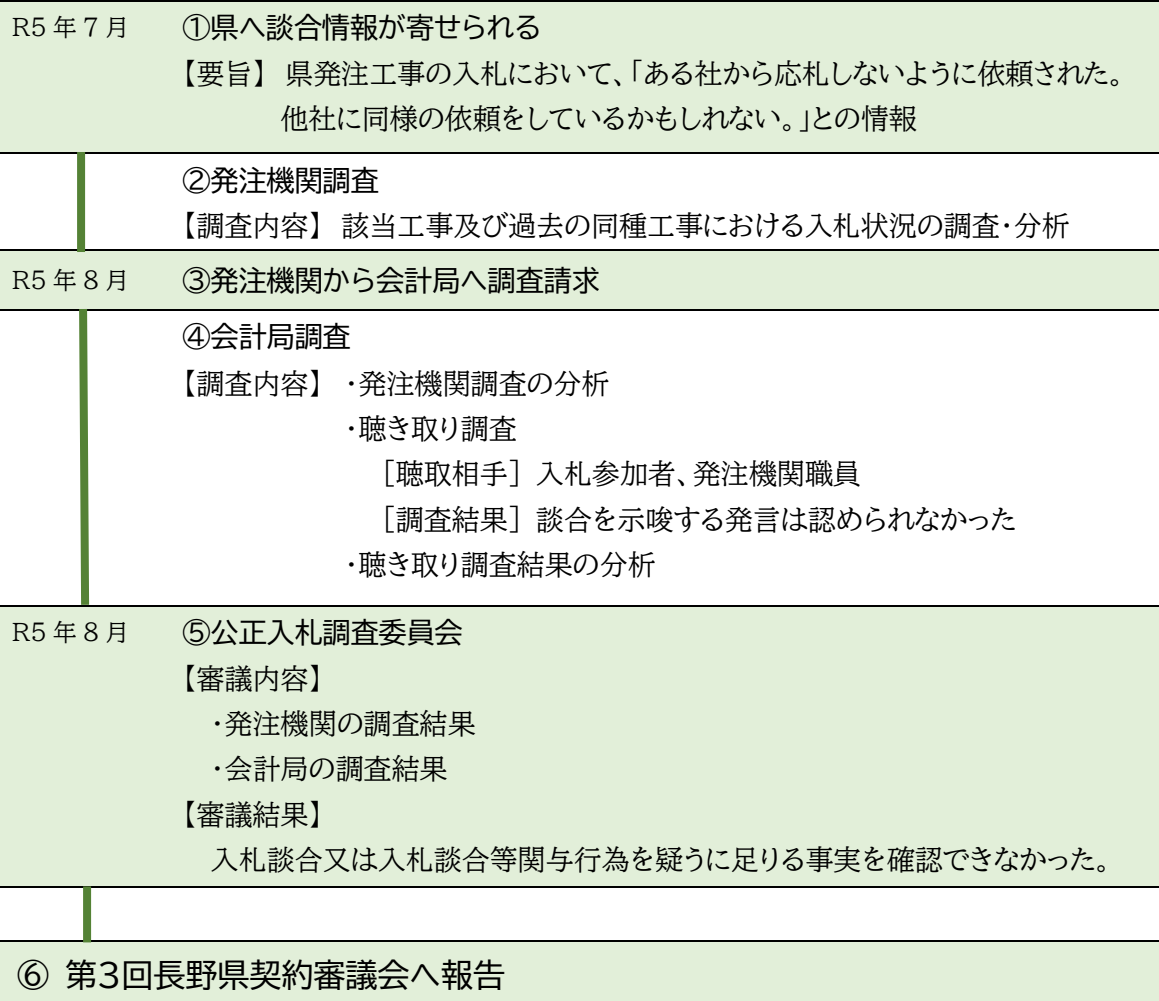 R5年7月 ①県へ談合情報が寄せられる
【要旨】 県発注工事の入札において、「ある社から応札しないように依頼された。
他社に同様の依頼をしているかもしれない。」との情報
②発注機関調査
【調査内容】 該当工事及び過去の同種工事における入札状況の調査・分析
R5年8月 ③発注機関から会計局へ調査請求
④会計局調査
【調査内容】 ・発注機関調査の分析
・聴き取り調査
［聴取相手］ 入札参加者、発注機関職員
［調査結果］ 談合を示唆する発言は認められなかった
・聴き取り調査結果の分析
R5年8月 ⑤公正入札調査委員会
【審議内容】
・発注機関の調査結果
・会計局の調査結果
【審議結果】
入札談合又は入札談合等関与行為を疑うに足りる事実を確認できなかった。
⑥ 第3回長野県契約審議会へ報告